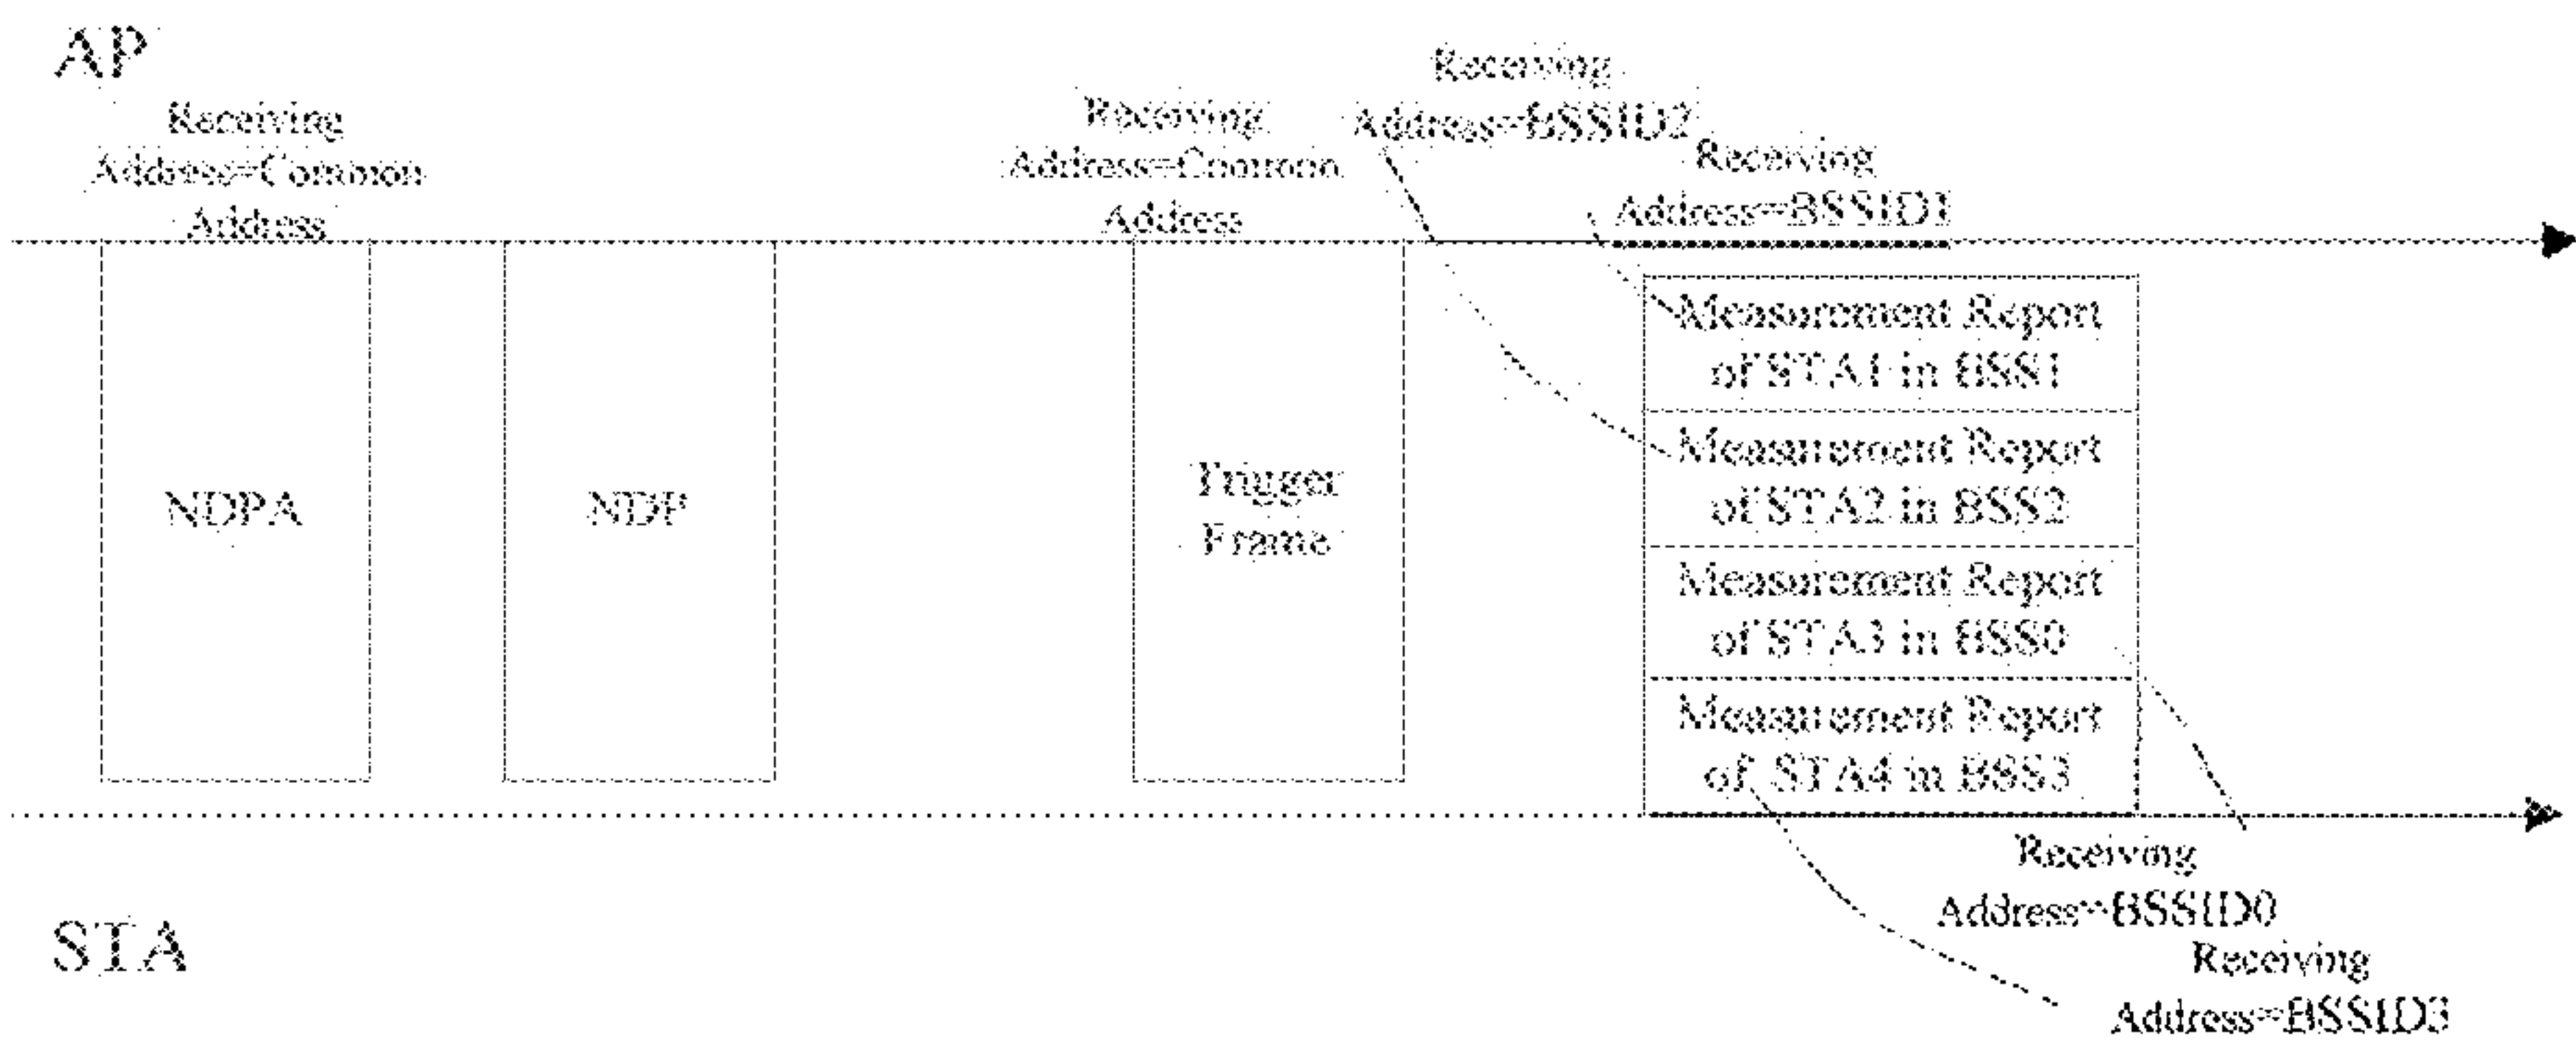 AP
Receiving
Address=Common
Address
Receiving
Address=Common
Address
Receiving
Address=BSSID2
Receiving
Address=BSSID1
NDPA
NDP
Trigger
Frame
Measurement Report
of STA1 in BSS1
Measurement Report
of STA2 in BSS2
Measurement Report
of STA3 in BSS0
Measurement Report
of STA4 in BSS3
Receiving
Address=BSSID0
Receiving
Address=BSSID3
STA